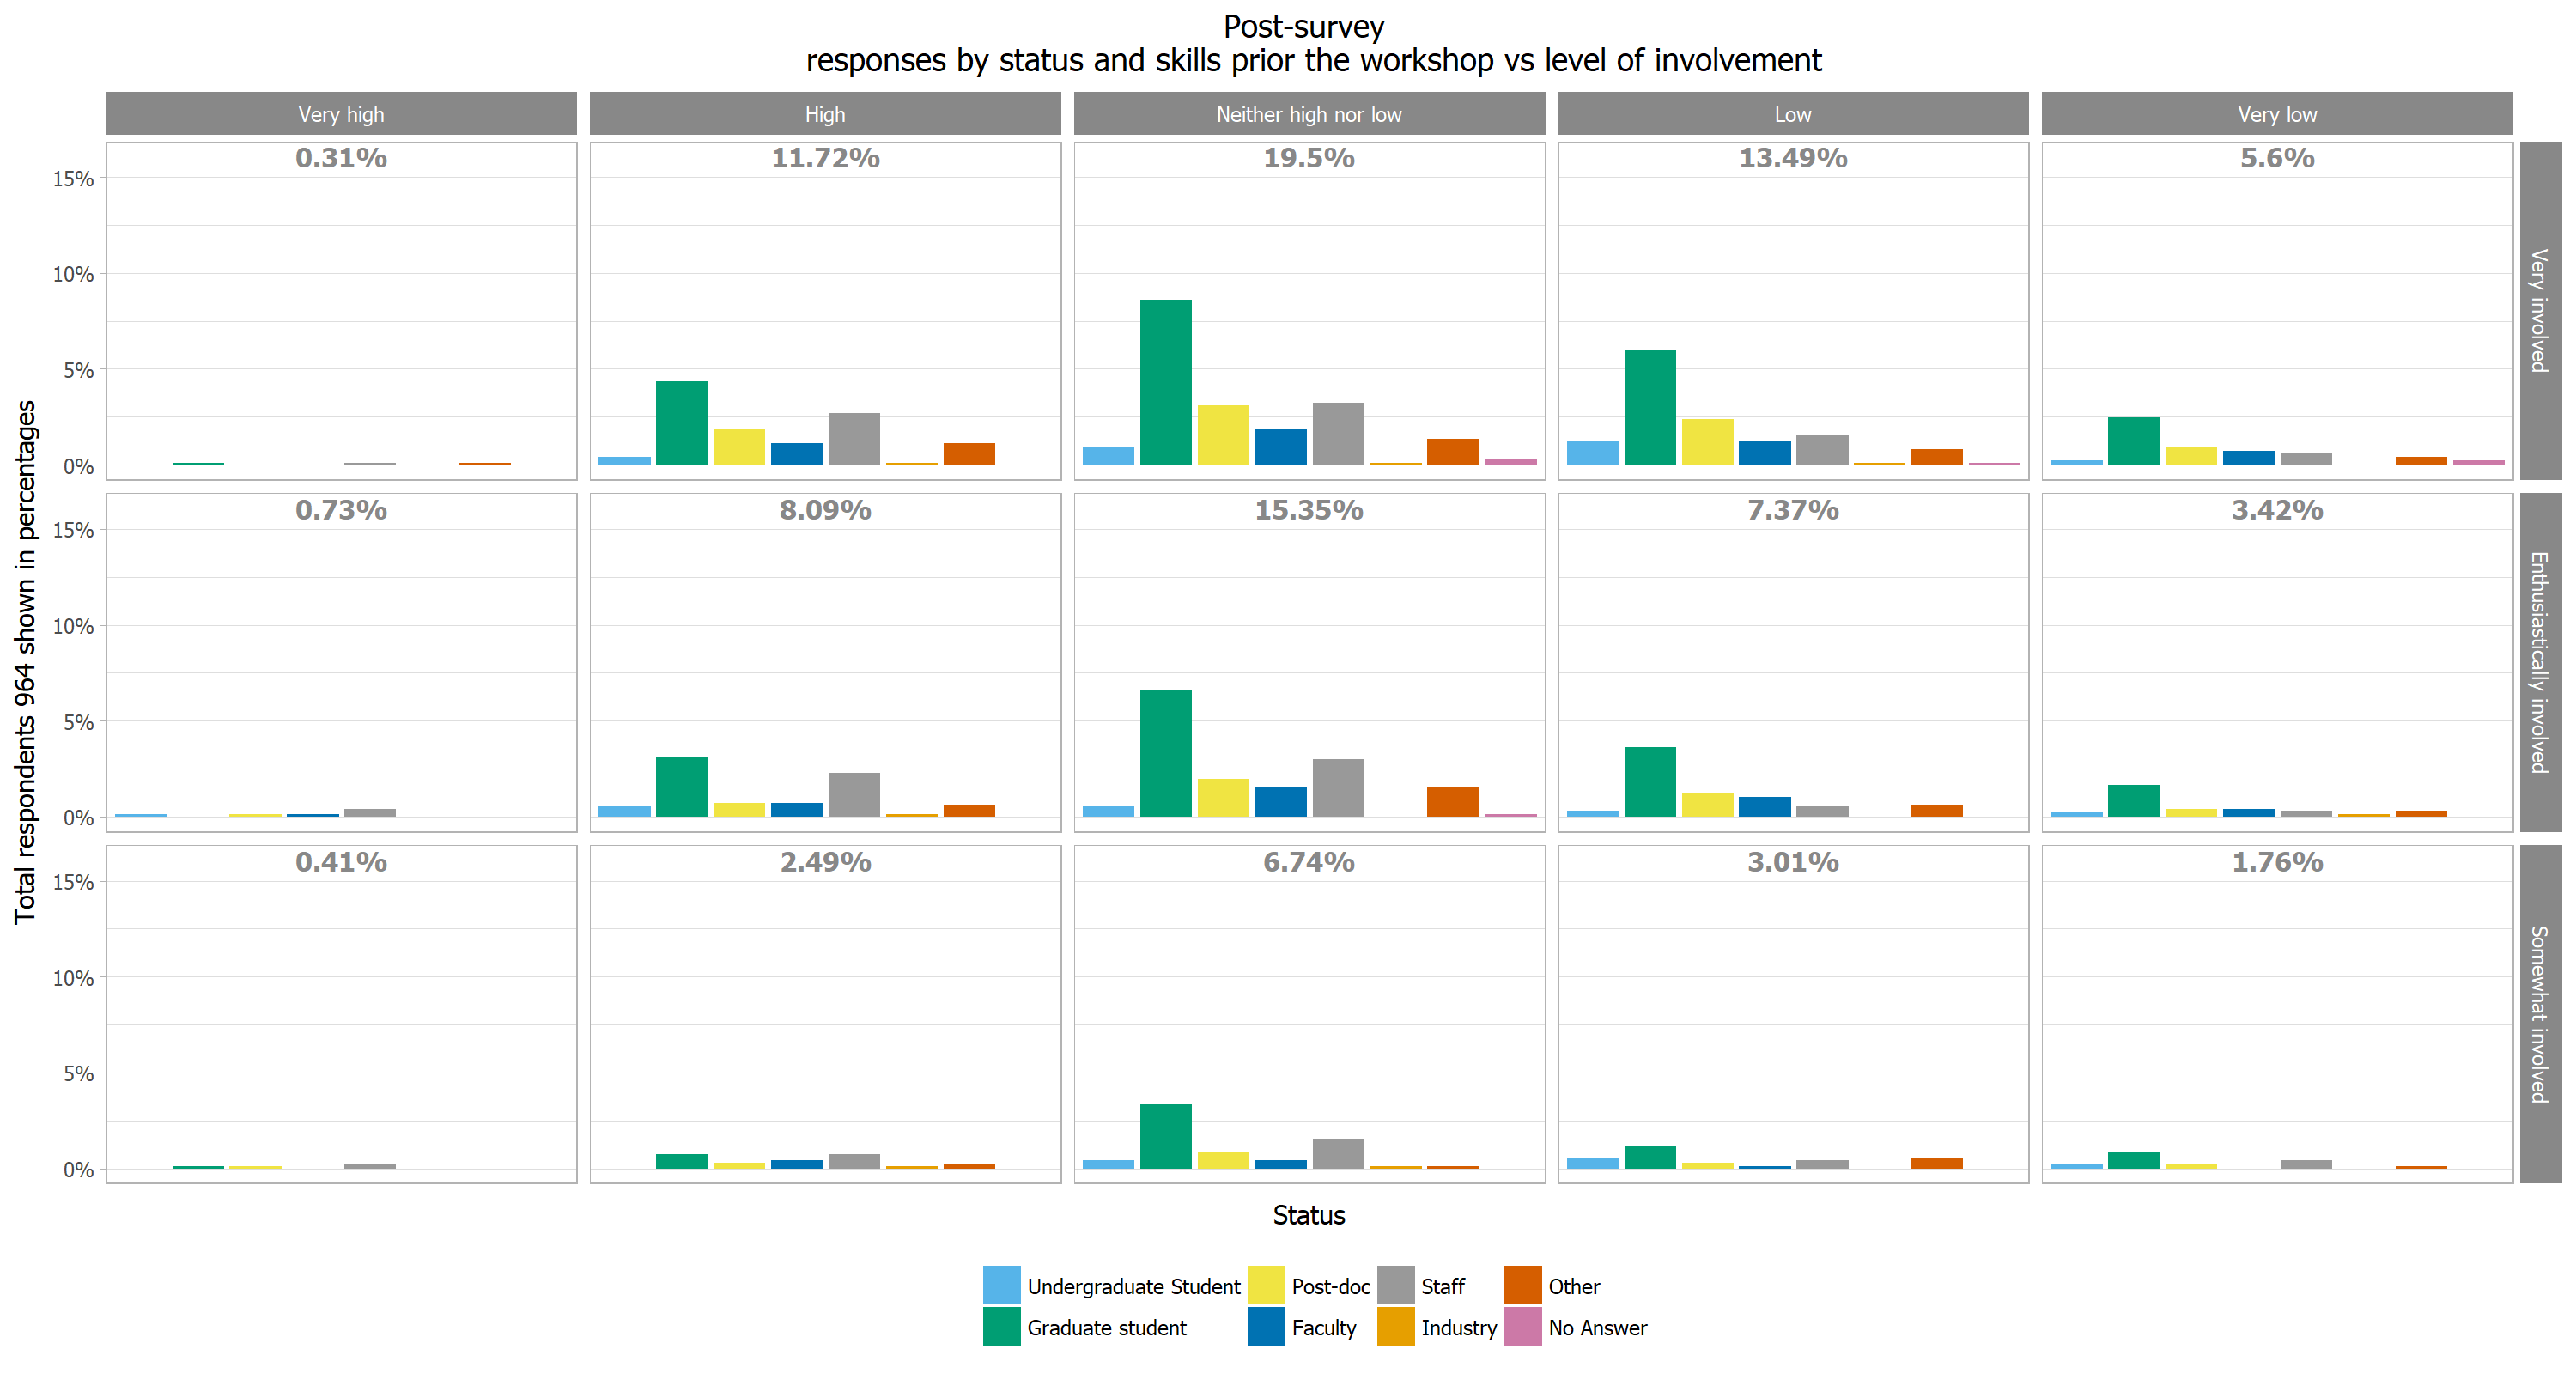 Post-survey
responses by status and skills prior the workshop vs level of involvement
Very high
High
Neither high nor low
Low
Very low
0.31%
11.72%
19.5%
13.49%
5.6%
15%
10%
5%
0%
Very involved
0.73%
8.09%
15.35%
7.37%
3.42%
15%
10%
5%
0%
Enthusiastically involved
0.41%
2.49%
6.74%
3.01%
1.76%
15%
10%
5%
0%
Somewhat involved
Total respondents 964 shown in percentages
Status
Undergraduate Student
Post-doc
Staff
Other
Graduate student
Faculty
Industry
No Answer